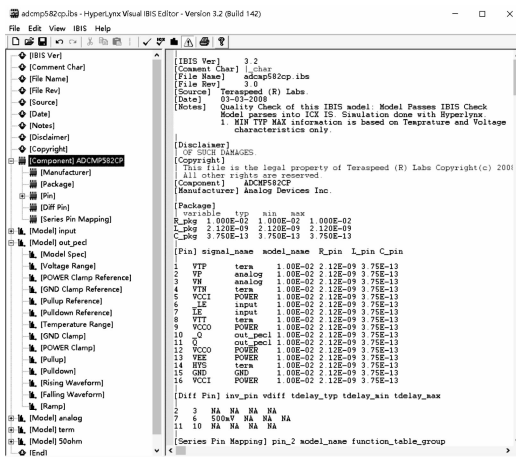 adcmp582cp.ibs - HyperLynx Visual IBIS Editor - Version 3.2 (Build 142)
File Edit View IBIS Help
[IBIS Ver]
[Comment Char]
[File Name]
[File Rev]
[Source]
[Date]
[Notes]
[Disclaimer]
[Copyright]
[Component] ADCMP582CP
[Manufacturer]
[Package]
[Pin]
[Diff Pin]
[Series Pin Mapping]
[Model] input
[Model] out_pecl
[Model Spec]
[Voltage Range]
[POWER Clamp Reference]
[GND Clamp Reference]
[Pullup Reference]
[Pulldown Reference]
[Temperature Range]
[GND Clamp]
[POWER Clamp]
[Pullup]
[Pulldown]
[Rising Waveform]
[Falling Waveform]
[Ramp]
[Model] analog
[Model] term
[Model] 50ohm
[End]
[IBIS Ver] 3.2
[Comment Char] |_char
[File Name] adcmp582cp.ibs
[File Rev] 3.0
[Source] Teraspeed (R) Labs.
[Date] 03-03-2008
[Notes] Quality Check of this IBIS model: Model Passes IBIS Check
Model parses into ICX IS. Simulation done with Hyperlynx.
1. MIN TYP MAX information is based on Temprature and Voltage
characteristics only.
[Disclaimer]
OF SUCH DAMAGES.
[Copyright]
This file is the legal property of Teraspeed (R) Labs Copyright(c) 2008
All other rights are reserved.
[Component] ADCMP582CP
[Manufacturer] Analog Devices Inc.
[Package]
| variable typ min max
R_pkg 1.000E-02 1.000E-02 1.000E-02
L_pkg 2.120E-09 2.120E-09 2.120E-09
C_pkg 3.750E-13 3.750E-13 3.750E-13
[Pin] signal_name model_name R_pin L_pin C_pin
1 VTP term 1.00E-02 2.12E-09 3.75E-13
2 VP analog 1.00E-02 2.12E-09 3.75E-13
3 VN analog 1.00E-02 2.12E-09 3.75E-13
4 VTN term 1.00E-02 2.12E-09 3.75E-13
5 VCCI POWER 1.00E-02 2.12E-09 3.75E-13
6 _LE input 1.00E-02 2.12E-09 3.75E-13
7 LE input 1.00E-02 2.12E-09 3.75E-13
8 VTT term 1.00E-02 2.12E-09 3.75E-13
9 VCCO POWER 1.00E-02 2.12E-09 3.75E-13
10 _Q out_pecl 1.00E-02 2.12E-09 3.75E-13
11 Q out_pecl 1.00E-02 2.12E-09 3.75E-13
12 VCCO POWER 1.00E-02 2.12E-09 3.75E-13
13 VEE POWER 1.00E-02 2.12E-09 3.75E-13
14 HYS term 1.00E-02 2.12E-09 3.75E-13
15 GND GND 1.00E-02 2.12E-09 3.75E-13
16 VCCI POWER 1.00E-02 2.12E-09 3.75E-13
[Diff Pin] inv_pin vdiff tdelay_typ tdelay_min tdelay_max
2 3 NA NA NA NA
7 6 500mV NA NA NA
11 10 NA NA NA NA
[Series Pin Mapping] pin_2 model_name function_table_group